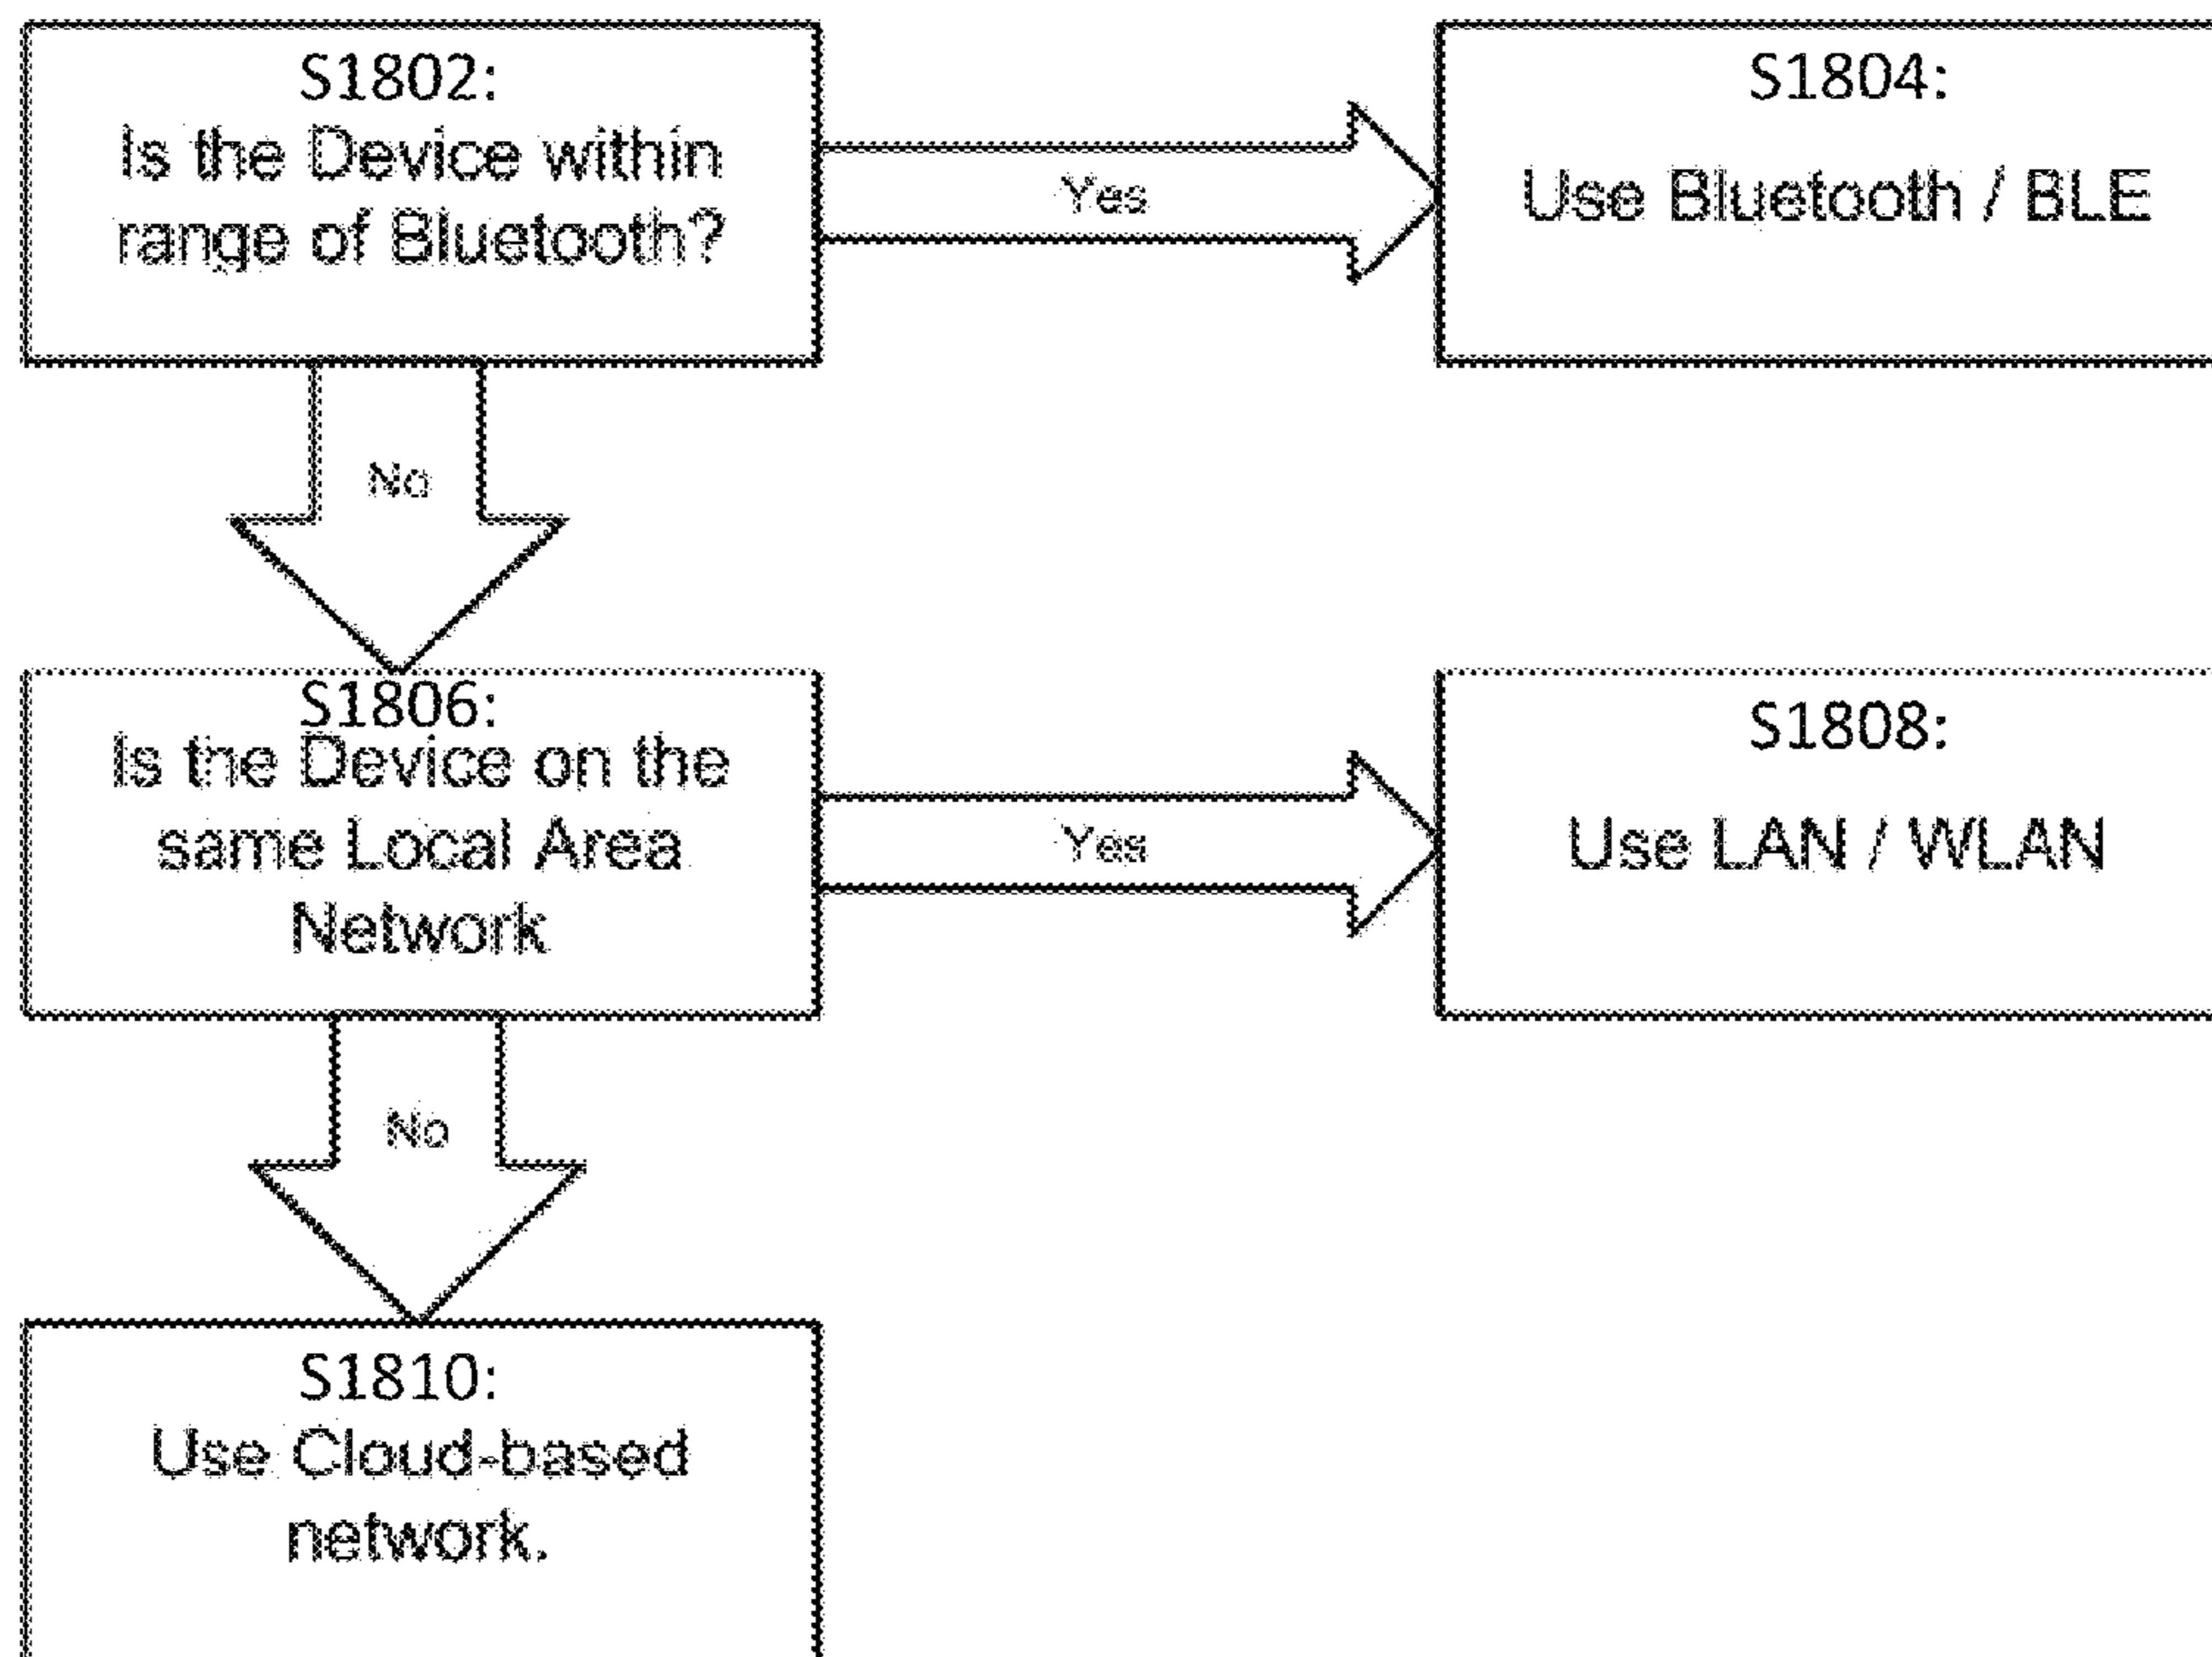 S1802:
Is the Device within
range of Bluetooth?
Yes
S1804:
Use Bluetooth / BLE
No
S1806:
Is the Device on the
same Local Area
Network
Yes
S1808:
Use LAN / WLAN
No
S1810:
Use Cloud-based
network.